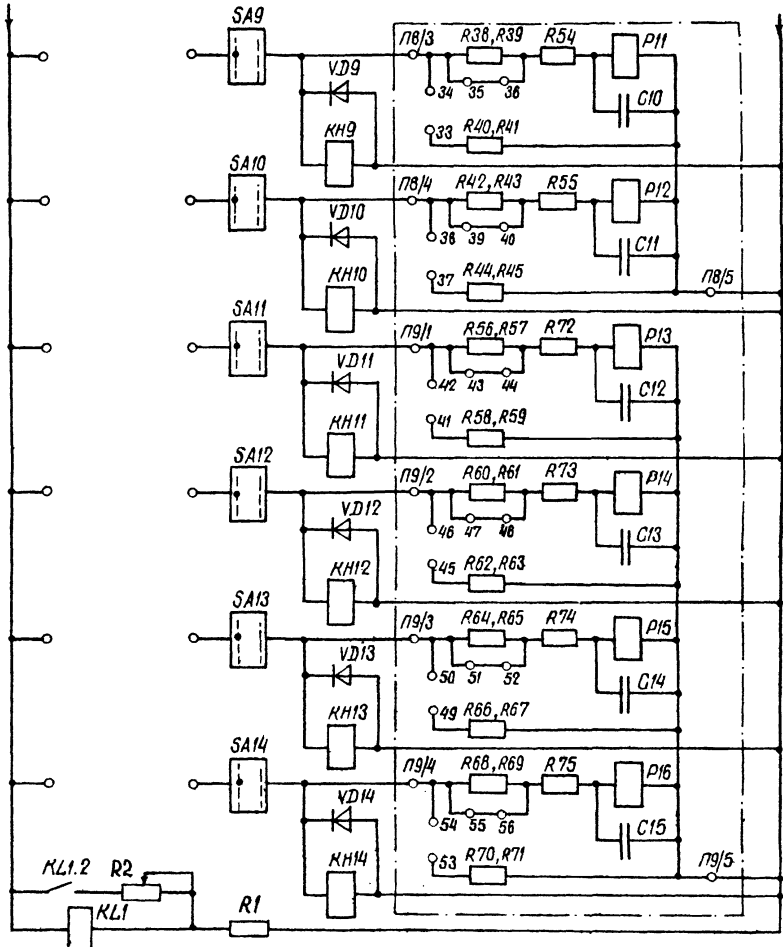 SA9
П8/3
R38, R39
R54
P11
VD9
34
35
36
C10
KH9
33
R40, R41
SA10
П8/4
R42, R43
R55
P12
VD10
38
39
40
C11
KH10
37
R44, R45
П8/5
SA11
П9/1
R56, R57
R72
P13
VD11
42
43
44
C12
KH11
41
R58, R59
SA12
П9/2
R60, R61
R73
P14
VD12
46
47
48
C13
KH12
45
R62, R63
SA13
П9/3
R64, R65
R74
P15
VD13
50
51
52
C14
KH13
49
R66, R67
SA14
П9/4
R68, R69
R75
P16
VD14
54
55
56
C15
KH14
53
R70, R71
П9/5
KL1.2
R2
KL1
R1